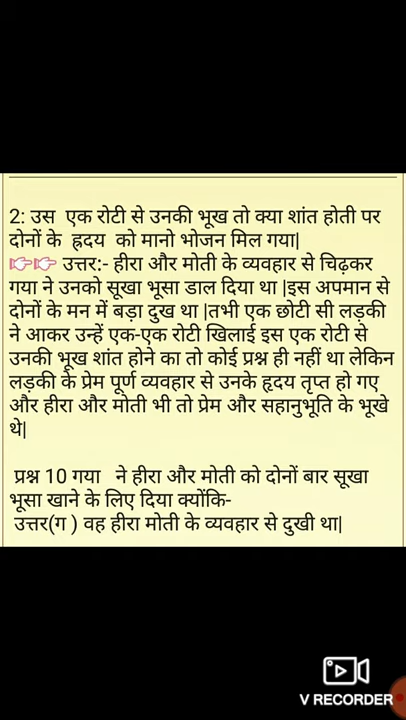 2: उस एक रोटी से उनकी भूख तो क्या शांत होती पर
दोनों के ह्रदय को मानो भोजन मिल गया|
👉👉 उत्तर:- हीरा और मोती के व्यवहार से चिढ़कर
गया ने उनको सूखा भूसा डाल दिया था |इस अपमान से
दोनों के मन में बड़ा दुख था |तभी एक छोटी सी लड़की
ने आकर उन्हें एक-एक रोटी खिलाई इस एक रोटी से
उनकी भूख शांत होने का तो कोई प्रश्न ही नहीं था लेकिन
लड़की के प्रेम पूर्ण व्यवहार से उनके हृदय तृप्त हो गए
और हीरा और मोती भी तो प्रेम और सहानुभूति के भूखे
थे|
प्रश्न 10 गया ने हीरा और मोती को दोनों बार सूखा
भूसा खाने के लिए दिया क्योंकि-
उत्तर(ग ) वह हीरा मोती के व्यवहार से दुखी था|
V RECORDER